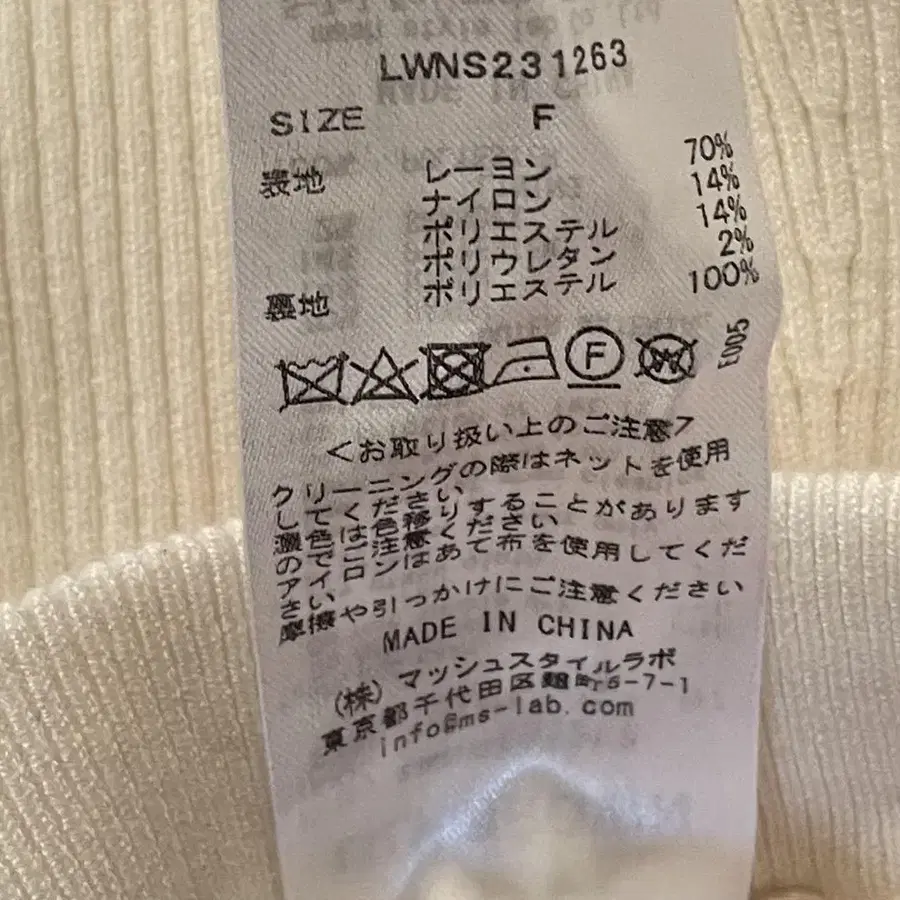 LWNS231263
SIZE F
表地 レーヨン 70%
ナイロン 14%
ポリエステル 14%
ポリウレタン 2%
裏地 ポリエステル 100%
F W E005
<お取り扱い上のご注意>
クリーニングの際はネットを使用
してください
濃色は色移りすることがあります
のでご注意ください
アイロンはあて布を使用してくだ
さい
摩擦や引っかけにご注意ください
MADE IN CHINA
(株)マッシュスタイルラボ
東京都千代田区麹町5-7-1
info@ms-lab.com